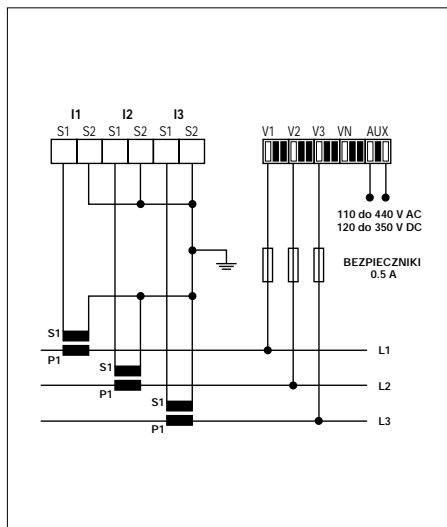 I1 I2 I3
S1 S2 S1 S2 S1 S2
V1 V2 V3 VN AUX
110 do 440 V AC
120 do 350 V DC
BEZPIECZNIKI
0.5 A
S1
P1
L1
S1
P1
L2
S1
P1
L3